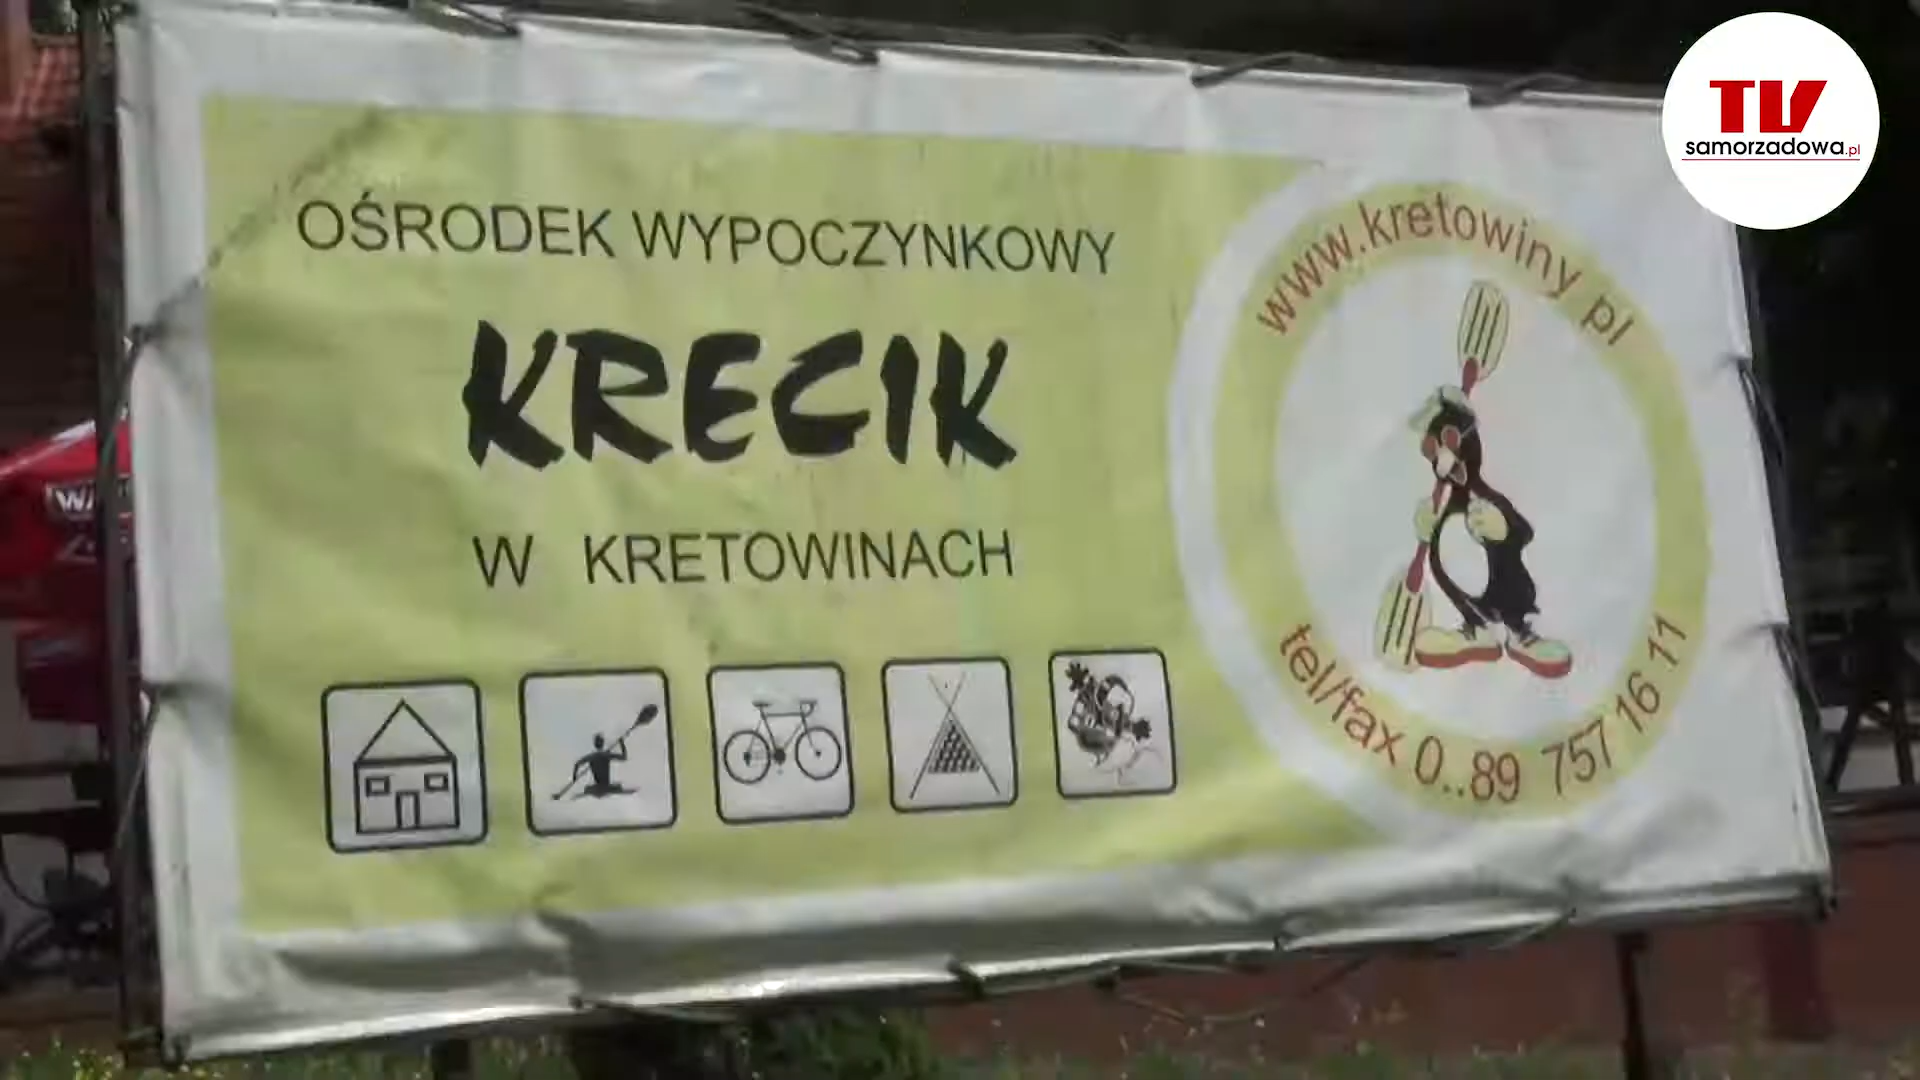 TV
samorzadowa.pl
OŚRODEK WYPOCZYNKOWY
KRECIK
W KRETOWINACH
www.kretowiny pl
tel/fax 0..89 757 16 11